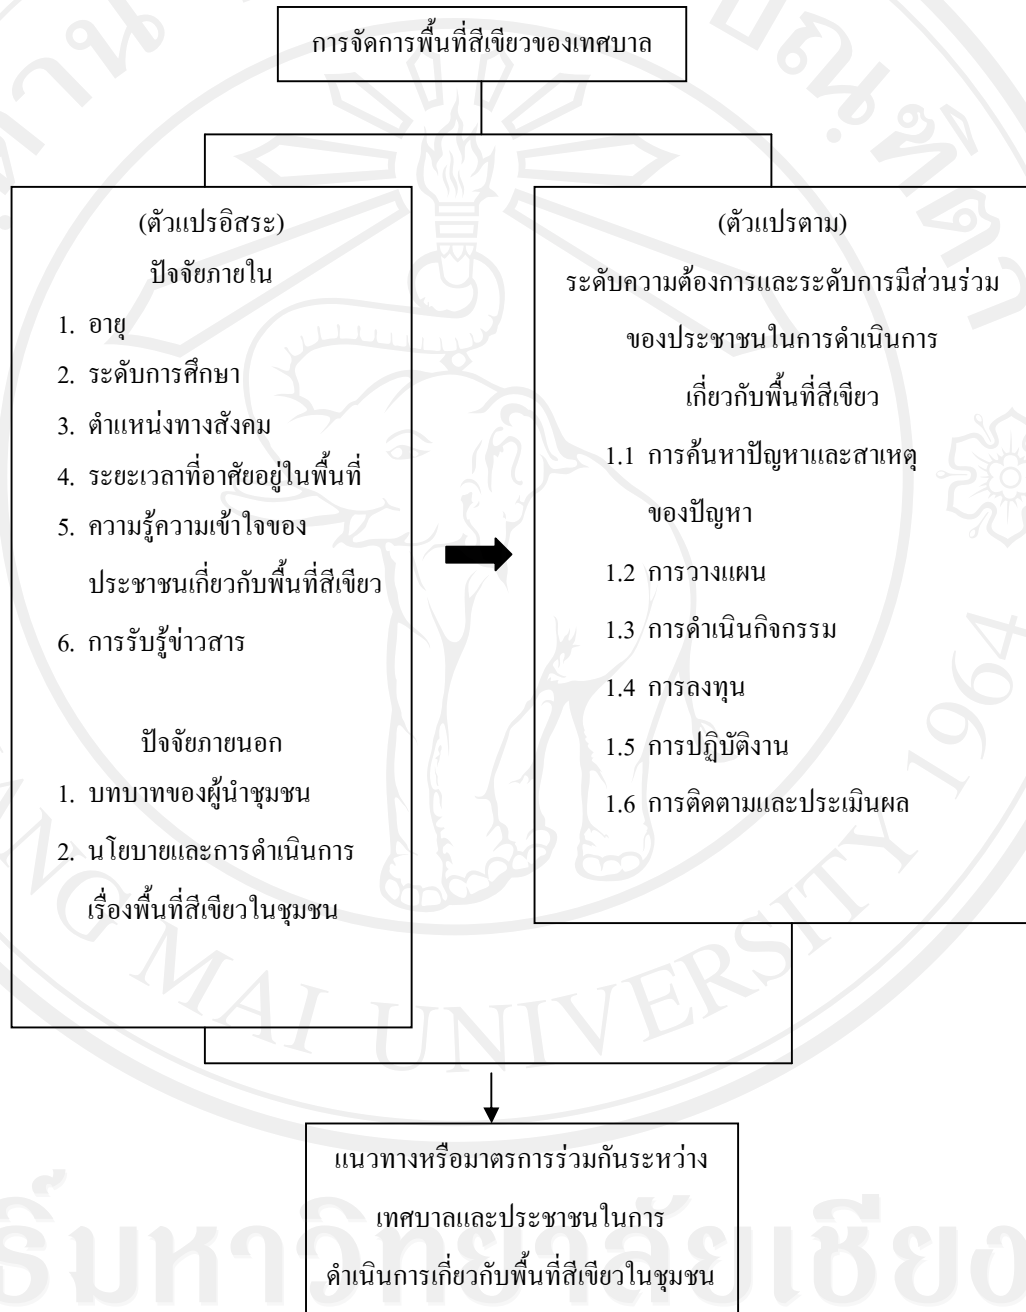 การจัดการพื้นที่สีเขียวของเทศบาล
(ตัวแปรอิสระ)
ปัจจัยภายใน
1. อายุ
2. ระดับการศึกษา
3. ตำแหน่งทางสังคม
4. ระยะเวลาที่อาศัยอยู่ในพื้นที่
5. ความรู้ความเข้าใจของ
ประชาชนเกี่ยวกับพื้นที่สีเขียว
6. การรับรู้ข่าวสาร
ปัจจัยภายนอก
1. บทบาทของผู้นำชุมชน
2. นโยบายและการดำเนินการ
เรื่องพื้นที่สีเขียวในชุมชน
(ตัวแปรตาม)
ระดับความต้องการและระดับการมีส่วนร่วม
ของประชาชนในการดำเนินการ
เกี่ยวกับพื้นที่สีเขียว
1.1 การค้นหาปัญหาและสาเหตุ
ของปัญหา
1.2 การวางแผน
1.3 การดำเนินกิจกรรม
1.4 การลงทุน
1.5 การปฏิบัติงาน
1.6 การติดตามและประเมินผล
แนวทางหรือมาตรการร่วมกันระหว่าง
เทศบาลและประชาชนในการ
ดำเนินการเกี่ยวกับพื้นที่สีเขียวในชุมชน
MAI UNIVERSITY 1964